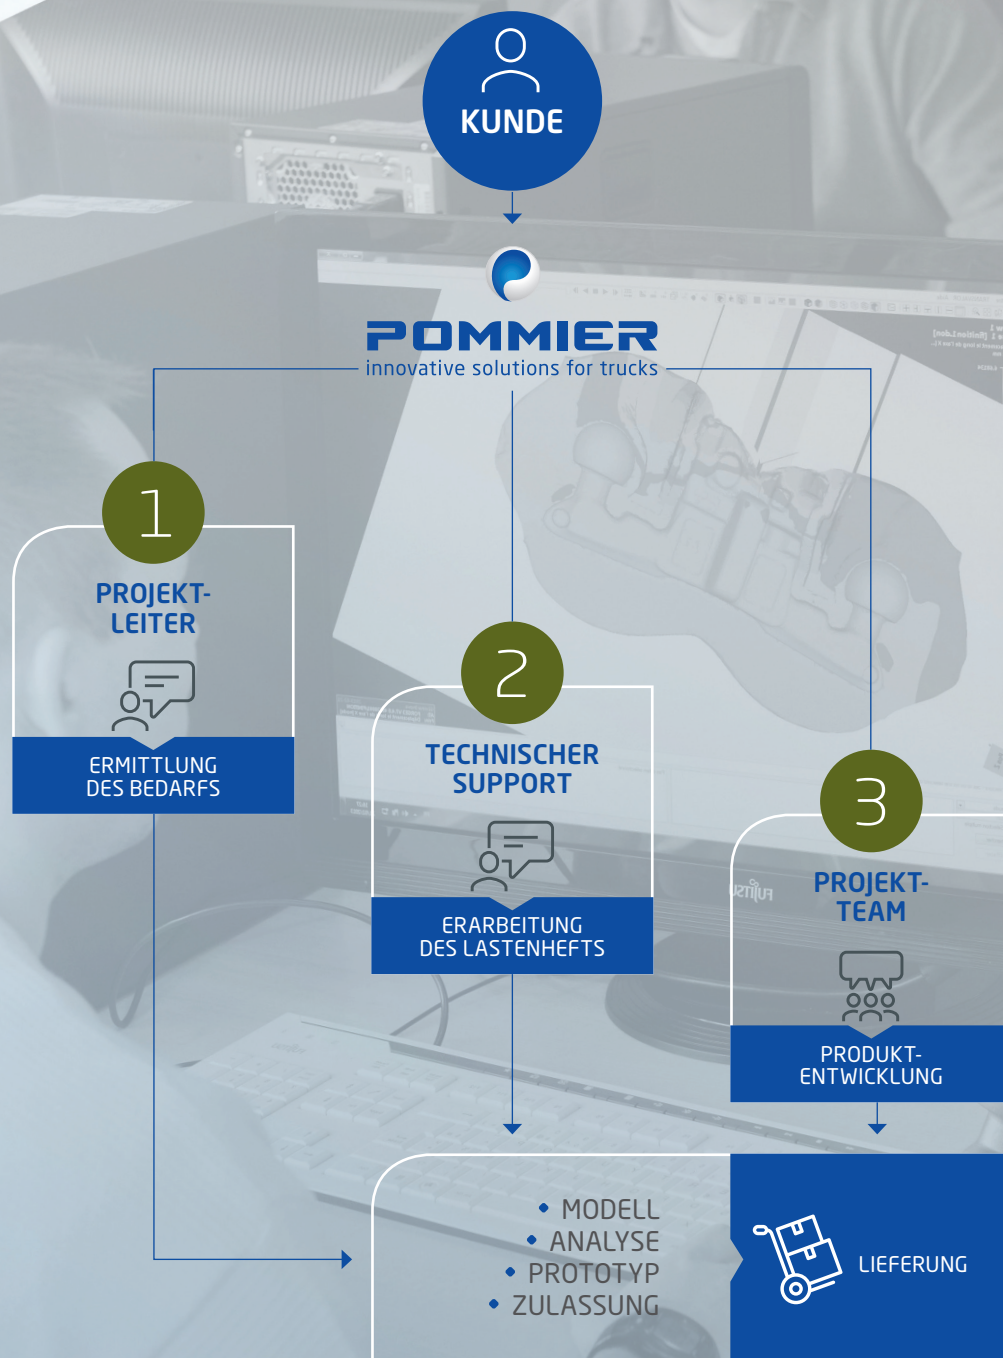 KUNDE
POMMIER
innovative solutions for trucks
1
PROJEKT-
LEITER
ERMITTLUNG
DES BEDARFS
2
TECHNISCHER
SUPPORT
ERARBEITUNG
DES LASTENHEFTS
3
PROJEKT-
TEAM
PRODUKT-
ENTWICKLUNG
FUJITSU
• MODELL
• ANALYSE
• PROTOTYP
• ZULASSUNG
LIEFERUNG